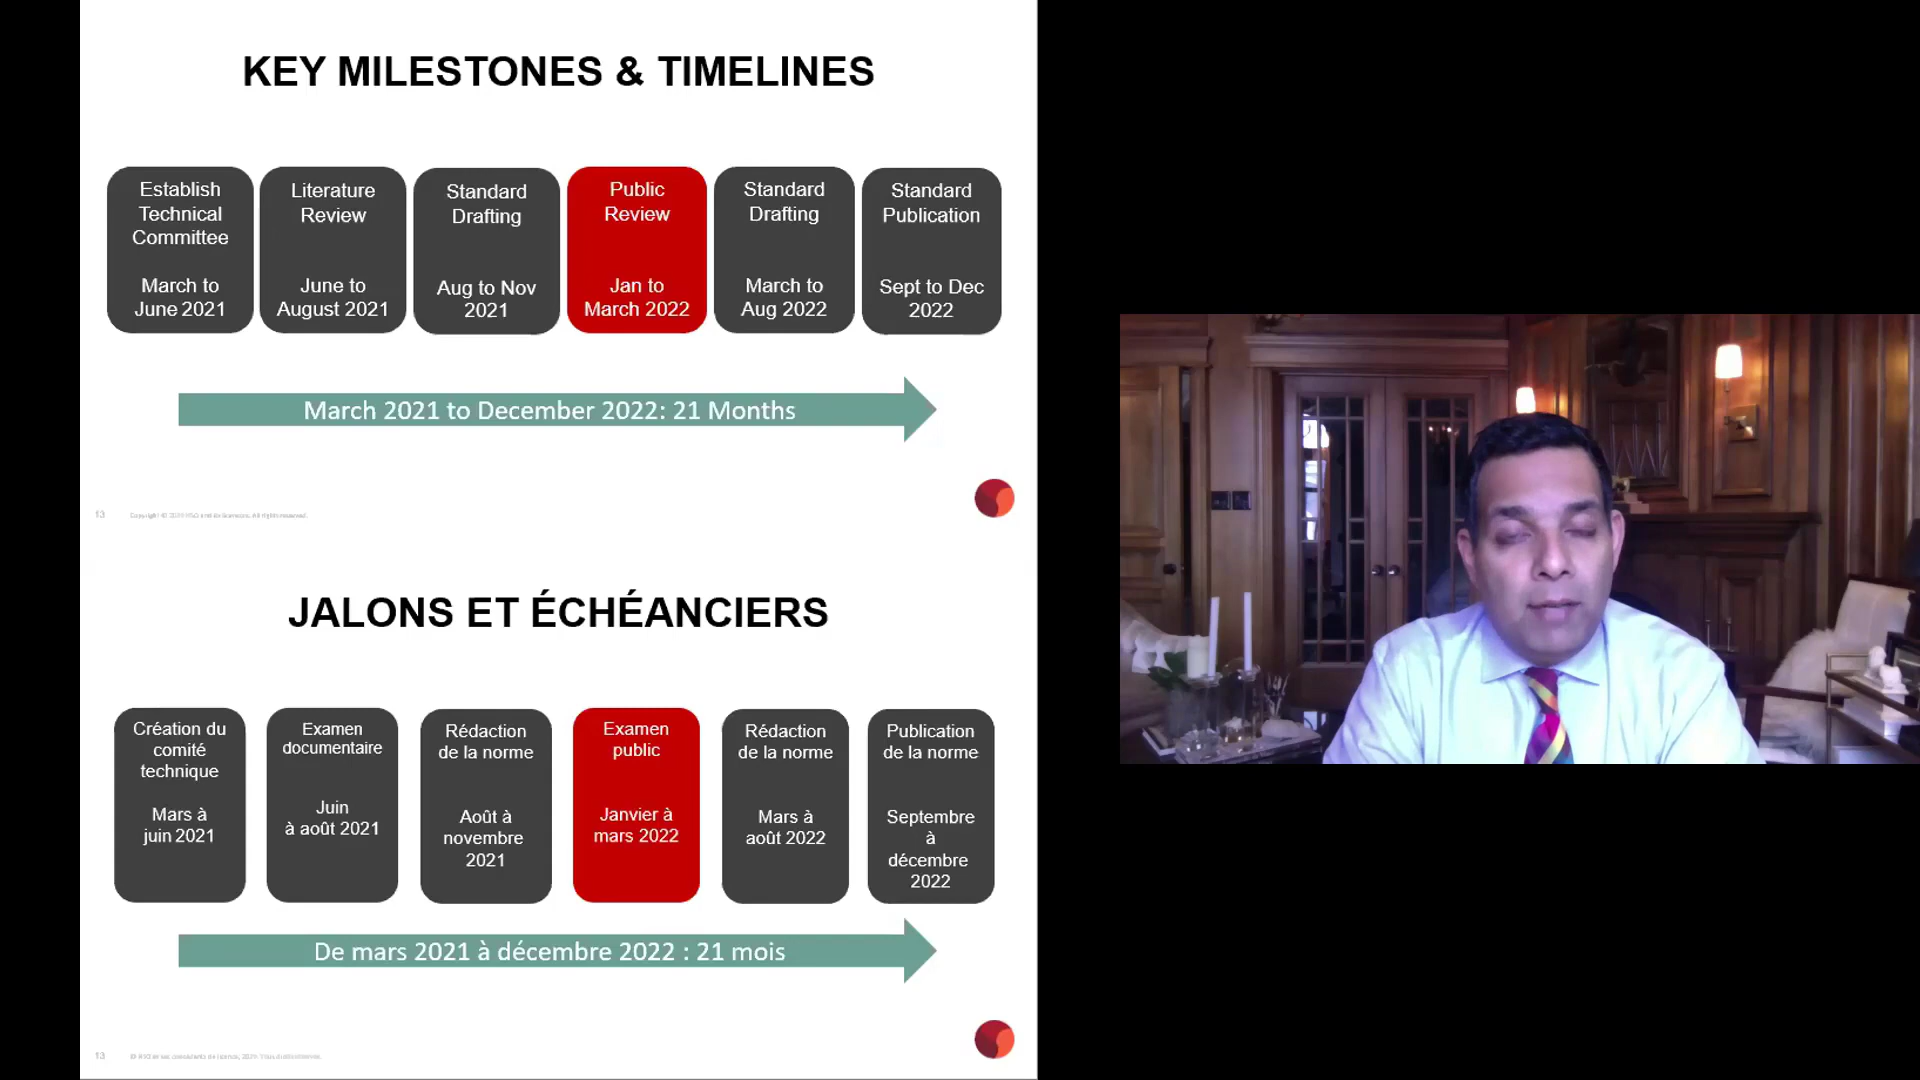 KEY MILESTONES & TIMELINES
Establish
Technical
Committee
March to
June 2021
Literature
Review
June to
August 2021
Standard
Drafting
Aug to Nov
2021
Public
Review
Jan to
March 2022
Standard
Drafting
March to
Aug 2022
Standard
Publication
Sept to Dec
2022
March 2021 to December 2022: 21 Months
13
JALONS ET ÉCHÉANCIERS
Création du
comité
technique
Mars à
juin 2021
Examen
documentaire
Juin
à août 2021
Rédaction
de la norme
Août à
novembre
2021
Examen
public
Janvier à
mars 2022
Rédaction
de la norme
Mars à
août 2022
Publication
de la norme
Septembre
à
décembre
2022
De mars 2021 à décembre 2022 : 21 mois
13